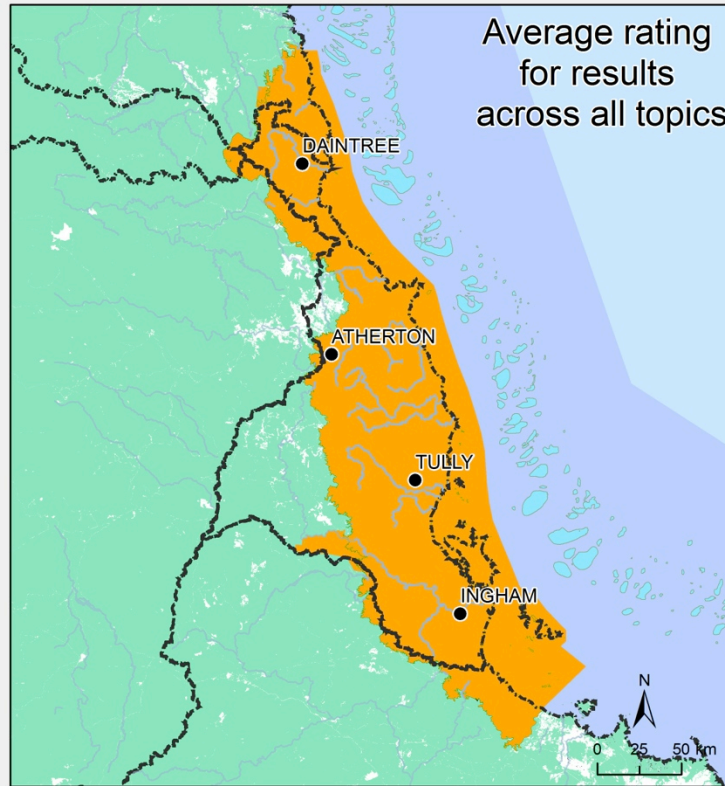 Average rating
for results
across all topics
DAINTREE
ATHERTON
TULLY
INGHAM
N
0 25 50 km